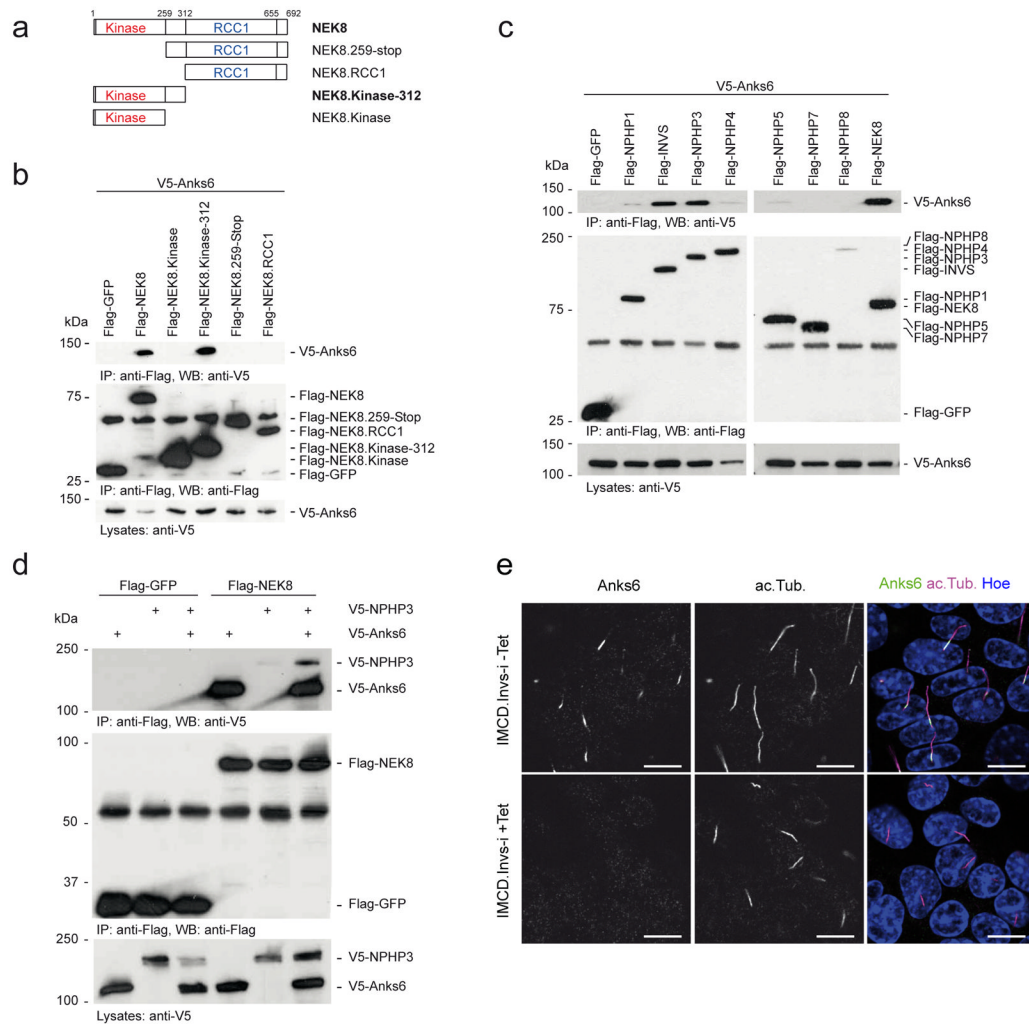 a
1 259 312 655 692
Kinase RCC1 NEK8
RCC1 NEK8.259-stop
RCC1 NEK8.RCC1
Kinase NEK8.Kinase-312
Kinase NEK8.Kinase
b
V5-Anks6
Flag-GFP
Flag-NEK8
Flag-NEK8.Kinase
Flag-NEK8.Kinase-312
Flag-NEK8.259-Stop
Flag-NEK8.RCC1
kDa
150 - - V5-Anks6
IP: anti-Flag, WB: anti-V5
75 - - Flag-NEK8
- Flag-NEK8.259-Stop
Flag-NEK8.RCC1
Flag-NEK8.Kinase-312
Flag-NEK8.Kinase
Flag-GFP
25 -
IP: anti-Flag, WB: anti-Flag
150 -
- V5-Anks6
Lysates: anti-V5
c
V5-Anks6
Flag-GFP
Flag-NPHP1
Flag-INVS
Flag-NPHP3
Flag-NPHP4
Flag-NPHP5
Flag-NPHP7
Flag-NPHP8
Flag-NEK8
kDa
150 -
100 - - V5-Anks6
IP: anti-Flag, WB: anti-V5
250 - Flag-NPHP8
Flag-NPHP4
Flag-NPHP3
Flag-INVS
Flag-NPHP1
75 - Flag-NEK8
Flag-NPHP5
Flag-NPHP7
- Flag-GFP
25 -
IP: anti-Flag, WB: anti-Flag
150 -
- V5-Anks6
100 -
Lysates: anti-V5
d
Flag-GFP Flag-NEK8
+ + + + V5-NPHP3
kDa
+ + + + V5-Anks6
250 -
- V5-NPHP3
- V5-Anks6
100 -
IP: anti-Flag, WB: anti-V5
100 -
- Flag-NEK8
50 -
37 -
- Flag-GFP
IP: anti-Flag, WB: anti-Flag
250 -
- V5-NPHP3
- V5-Anks6
100 -
Lysates: anti-V5
e
Anks6 ac.Tub. Anks6 ac.Tub. Hoe
IMCD.Invs-i -Tet
IMCD.Invs-i +Tet